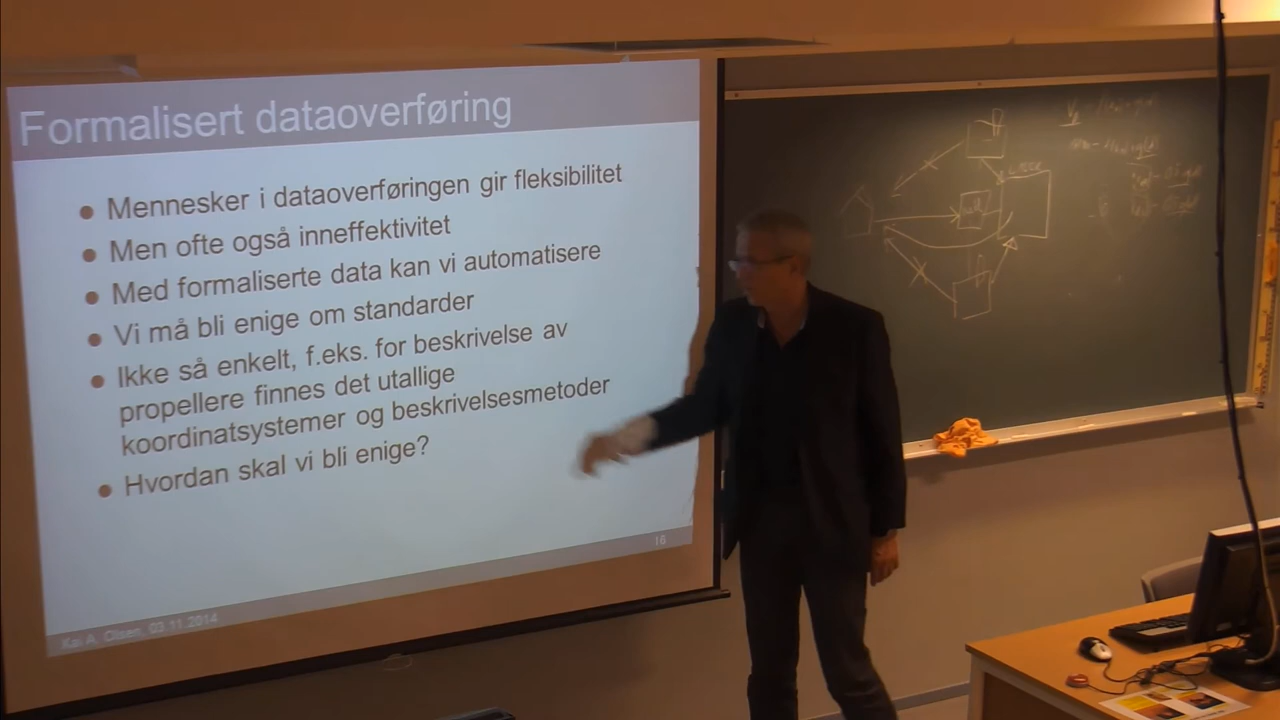 Formalisert dataoverføring
• Mennesker i dataoverføringen gir fleksibilitet
• Men ofte også inneffektivitet
• Med formaliserte data kan vi automatisere
• Vi må bli enige om standarder
• Ikke så enkelt, f.eks. for beskrivelse av
propellere finnes det utallige
koordinatsystemer og beskrivelsesmetoder
• Hvordan skal vi bli enige?
16
Kai A. Olsen, 03.11.2014